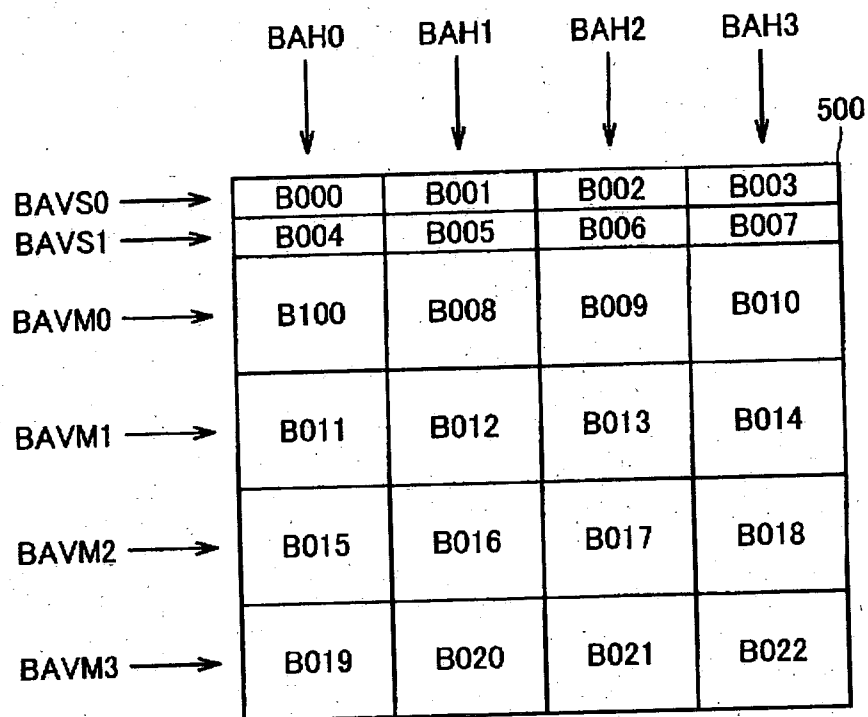 BAH0 BAH1 BAH2 BAH3
500
BAVS0 B000 B001 B002 B003
BAVS1 B004 B005 B006 B007
BAVM0 B100 B008 B009 B010
BAVM1 B011 B012 B013 B014
BAVM2 B015 B016 B017 B018
BAVM3 B019 B020 B021 B022